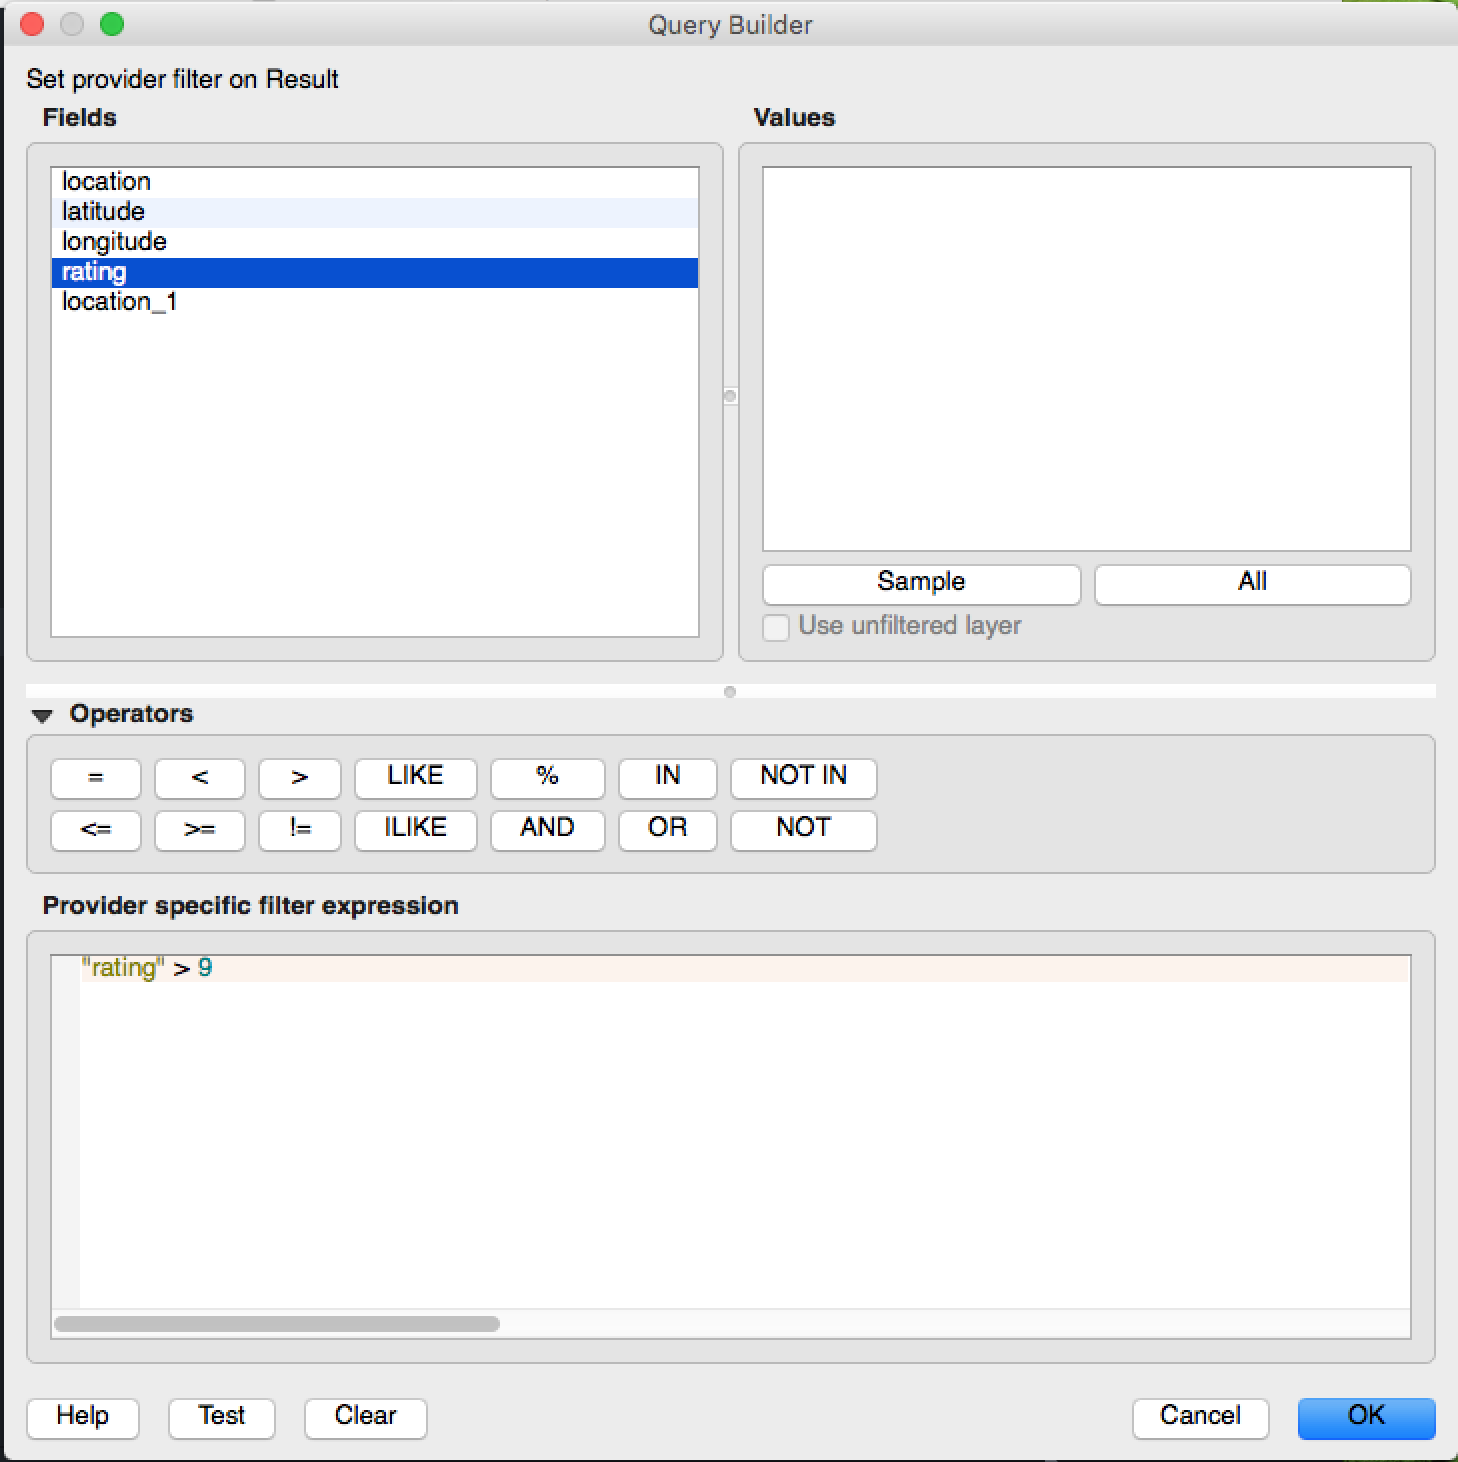 Query Builder
Set provider filter on Result
Fields
location
latitude
longitude
rating
location_1
Values
Sample
All
Use unfiltered layer
Operators
= < > LIKE % IN NOT IN
<= >= != ILIKE AND OR NOT
Provider specific filter expression
"rating" > 9
Help Test Clear Cancel OK